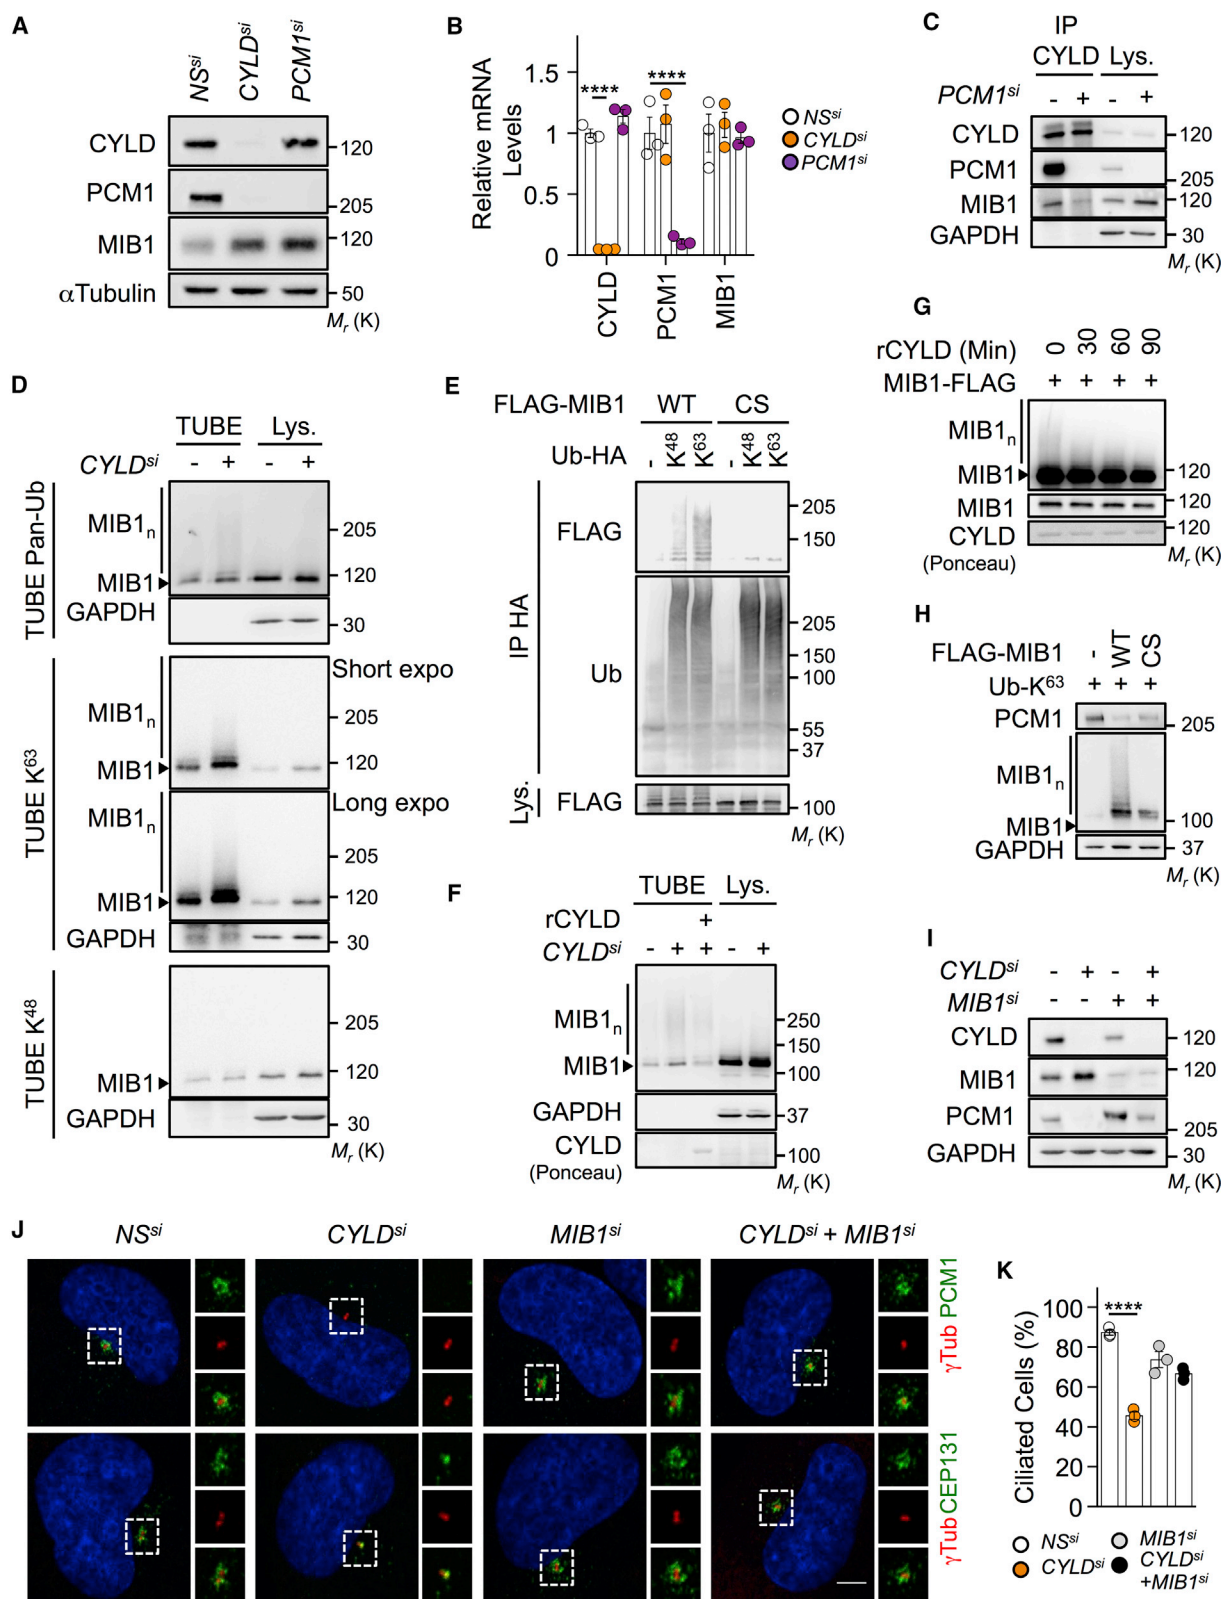 A
NSsi CYLDsi PCM1si
CYLD
120
PCM1
205
MIB1
120
αTubulin
50
Mr (K)
B
Relative mRNA Levels
1.5
1
0.5
0
CYLD PCM1 MIB1
****
****
NSsi
CYLDsi
PCM1si
C
IP
CYLD Lys.
PCM1si - + - +
CYLD
120
PCM1
205
MIB1
120
GAPDH
30
Mr (K)
D
TUBE Lys.
CYLDsi - + - +
TUBE Pan-Ub
MIB1n
205
MIB1
120
GAPDH
30
TUBE K63
Short expo
MIB1n
205
MIB1
120
Long expo
MIB1n
205
MIB1
120
GAPDH
30
TUBE K48
205
MIB1
120
GAPDH
30
Mr (K)
E
FLAG-MIB1 WT CS
Ub-HA - K48 K63 - K48 K63
IP HA
FLAG
205
150
Ub
205
150
100
55
37
Lys.
FLAG
100
Mr (K)
F
TUBE Lys.
rCYLD +
CYLDsi - + + - +
MIB1n
250
150
MIB1
100
GAPDH
37
CYLD
(Ponceau)
100
Mr (K)
G
rCYLD (Min) 0 30 60 90
MIB1-FLAG + + + +
MIB1n
MIB1
120
MIB1
120
CYLD
(Ponceau)
120
Mr (K)
H
FLAG-MIB1 - WT CS
Ub-K63 + + +
PCM1
205
MIB1n
MIB1
100
GAPDH
37
Mr (K)
I
CYLDsi - + - +
MIB1si - - + +
CYLD
120
MIB1
120
PCM1
205
GAPDH
30
Mr (K)
J
NSsi CYLDsi MIB1si CYLDsi + MIB1si
γTub PCM1
γTub CEP131
K
Ciliated Cells (%)
100
80
60
40
20
0
****
NSsi
CYLDsi
MIB1si
CYLDsi
+MIB1si